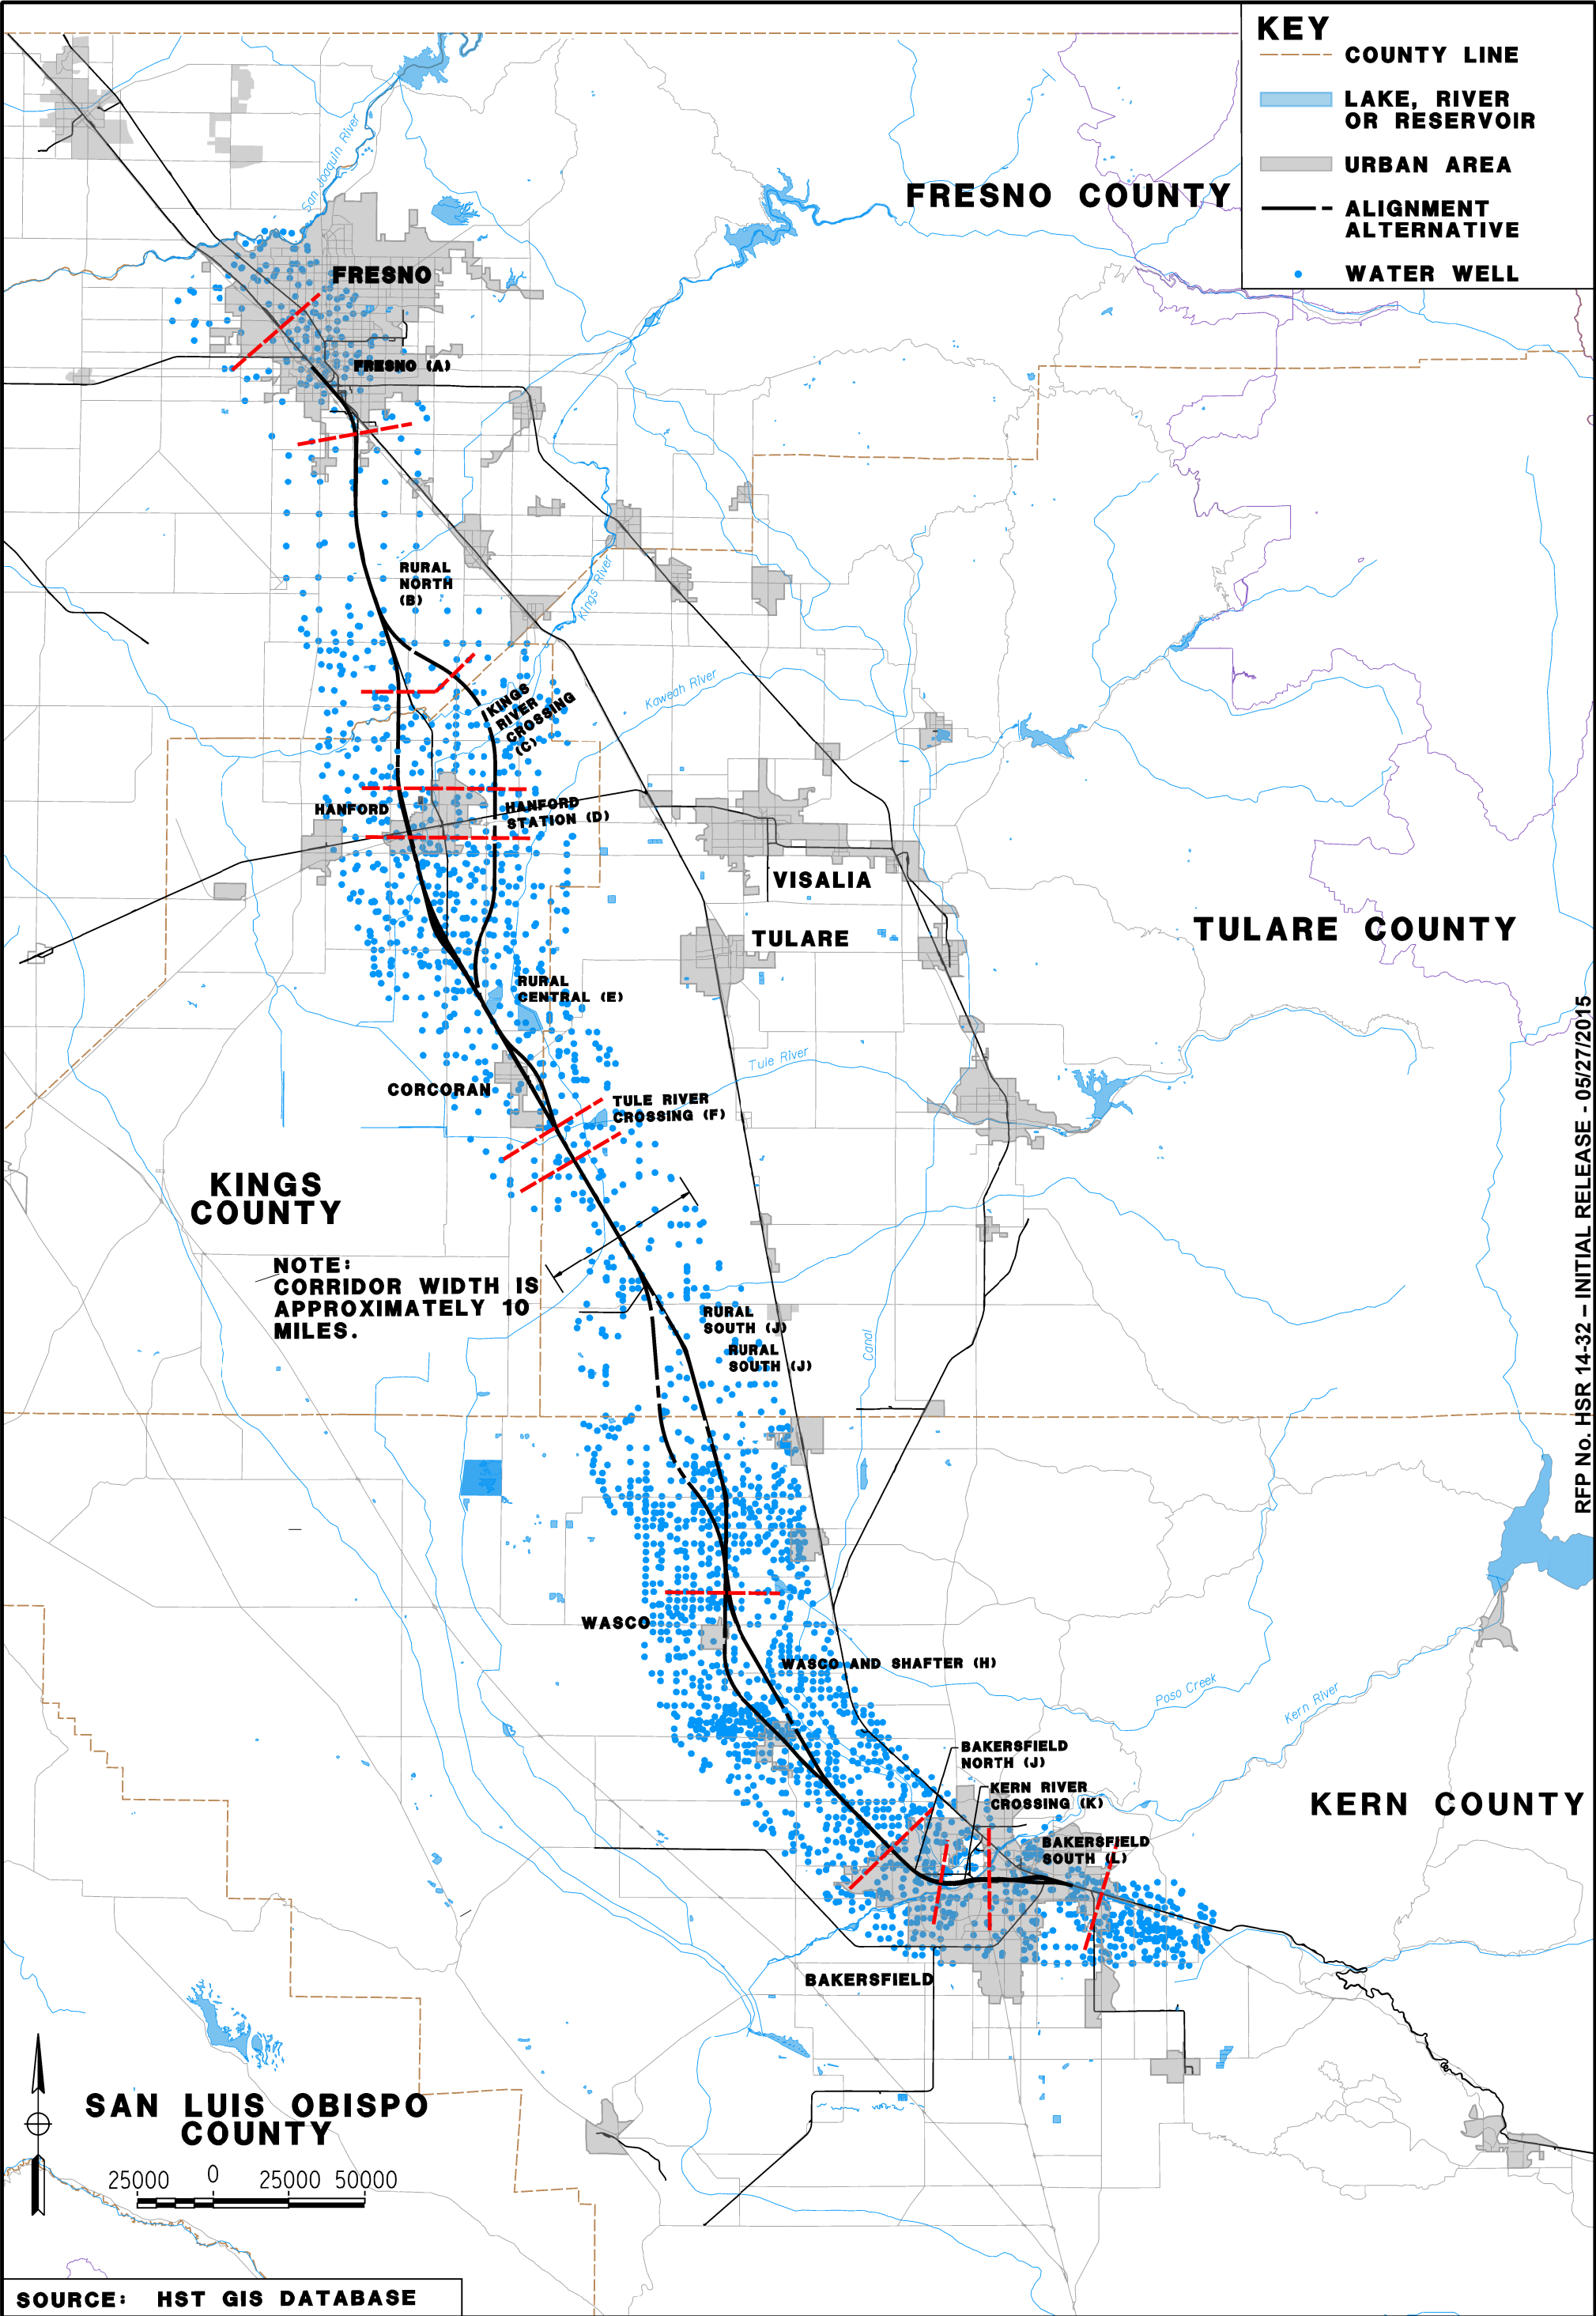 KEY
COUNTY LINE
LAKE, RIVER
OR RESERVOIR
URBAN AREA
ALIGNMENT
ALTERNATIVE
WATER WELL
San Joaquin River
FRESNO COUNTY
FRESNO
FRESNO (A)
RURAL
NORTH
(B)
Kings River
KINGS
RIVER
CROSSING
(C)
Kaweah River
HANFORD
HANFORD
STATION (D)
VISALIA
TULARE
TULARE COUNTY
RURAL
CENTRAL (E)
CORCORAN
Tule River
TULE RIVER
CROSSING (F)
KINGS
COUNTY
NOTE:
CORRIDOR WIDTH IS
APPROXIMATELY 10
MILES.
RURAL
SOUTH (J)
RURAL
SOUTH (J)
Canal
WASCO
WASCO AND SHAFTER (H)
Poso Creek
Kern River
BAKERSFIELD
NORTH (J)
KERN RIVER
CROSSING (K)
BAKERSFIELD
SOUTH (L)
KERN COUNTY
BAKERSFIELD
SAN LUIS OBISPO
COUNTY
25000 0 25000 50000
SOURCE: HST GIS DATABASE
RFP No. HSR 14-32 – INITIAL RELEASE - 05/27/2015